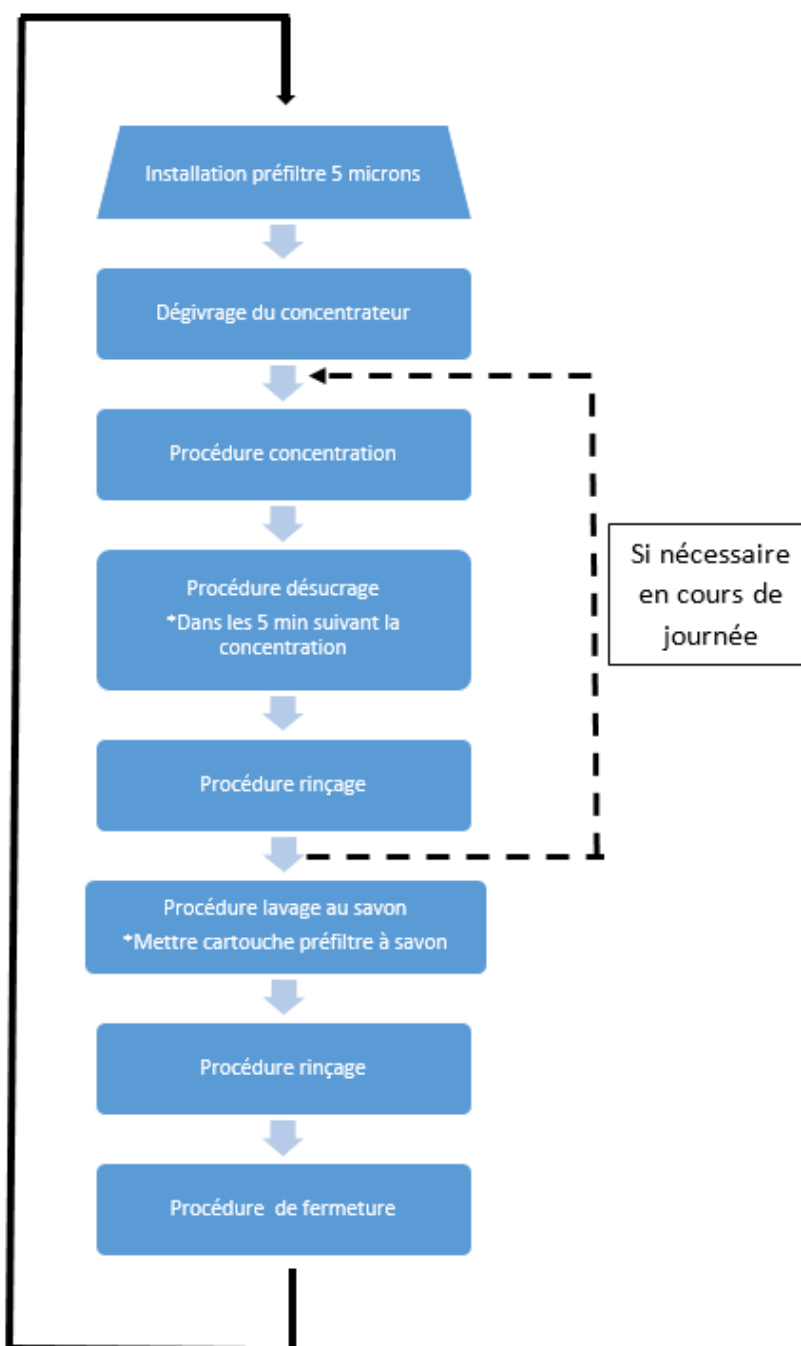 Installation préfiltre 5 microns
Dégivrage du concentrateur
Procédure concentration
Procédure désucrage
*Dans les 5 min suivant la
concentration
Si nécessaire
en cours de
journée
Procédure rinçage
Procédure lavage au savon
*Mettre cartouche préfiltre à savon
Procédure rinçage
Procédure de fermeture